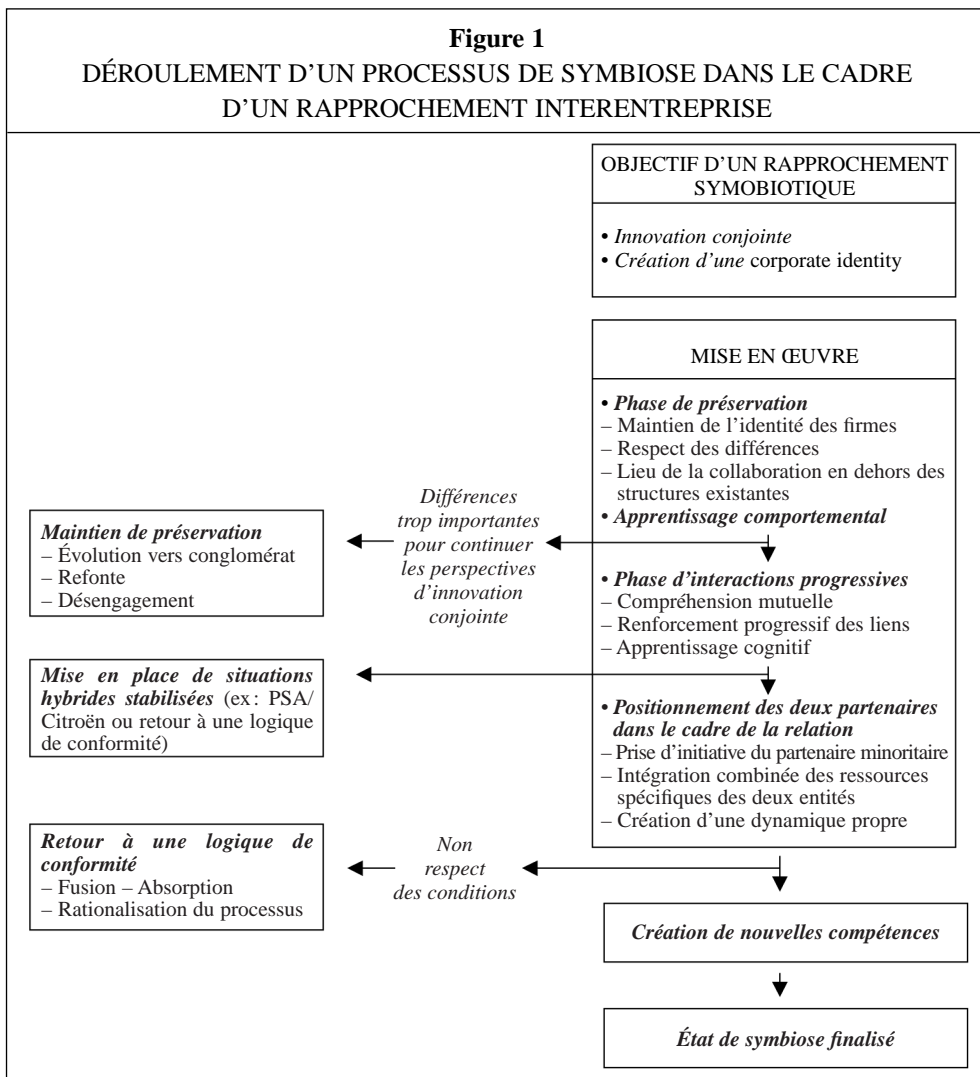 Figure 1
DÉROULEMENT D'UN PROCESSUS DE SYMBIOSE DANS LE CADRE
D'UN RAPPROCHEMENT INTERENTREPRISE
OBJECTIF D'UN RAPPROCHEMENT
SYMOBIOTIQUE
• Innovation conjointe
• Création d'une corporate identity
MISE EN ŒUVRE
• Phase de préservation
– Maintien de l'identité des firmes
– Respect des différences
– Lieu de la collaboration en dehors des
structures existantes
• Apprentissage comportemental
Différences
trop importantes
pour continuer
les perspectives
d'innovation
conjointe
Maintien de préservation
– Évolution vers conglomérat
– Refonte
– Désengagement
• Phase d'interactions progressives
– Compréhension mutuelle
– Renforcement progressif des liens
– Apprentissage cognitif
Mise en place de situations
hybrides stabilisées (ex : PSA/
Citroën ou retour à une logique
de conformité)
• Positionnement des deux partenaires
dans le cadre de la relation
– Prise d'initiative du partenaire minoritaire
– Intégration combinée des ressources
spécifiques des deux entités
– Création d'une dynamique propre
Retour à une logique de
conformité
– Fusion – Absorption
– Rationalisation du processus
Non
respect
des conditions
Création de nouvelles compétences
État de symbiose finalisé